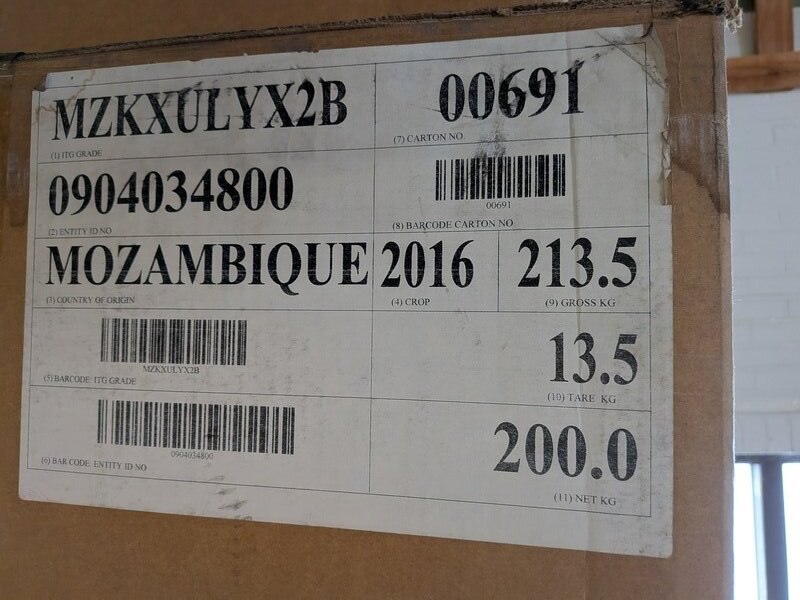 MZKXULYX2B
(1) ITG GRADE
00691
(7) CARTON NO.
0904034800
(2) ENTITY ID NO
00691
(8) BARCODE CARTON NO
MOZAMBIQUE
(3) COUNTRY OF ORIGIN
2016
(4) CROP
213.5
(9) GROSS KG
MZKXULYX2B
(5) BARCODE ITG GRADE
13.5
(10) TARE KG
0904034800
(6) BAR CODE ENTITY ID NO
200.0
(11) NET KG